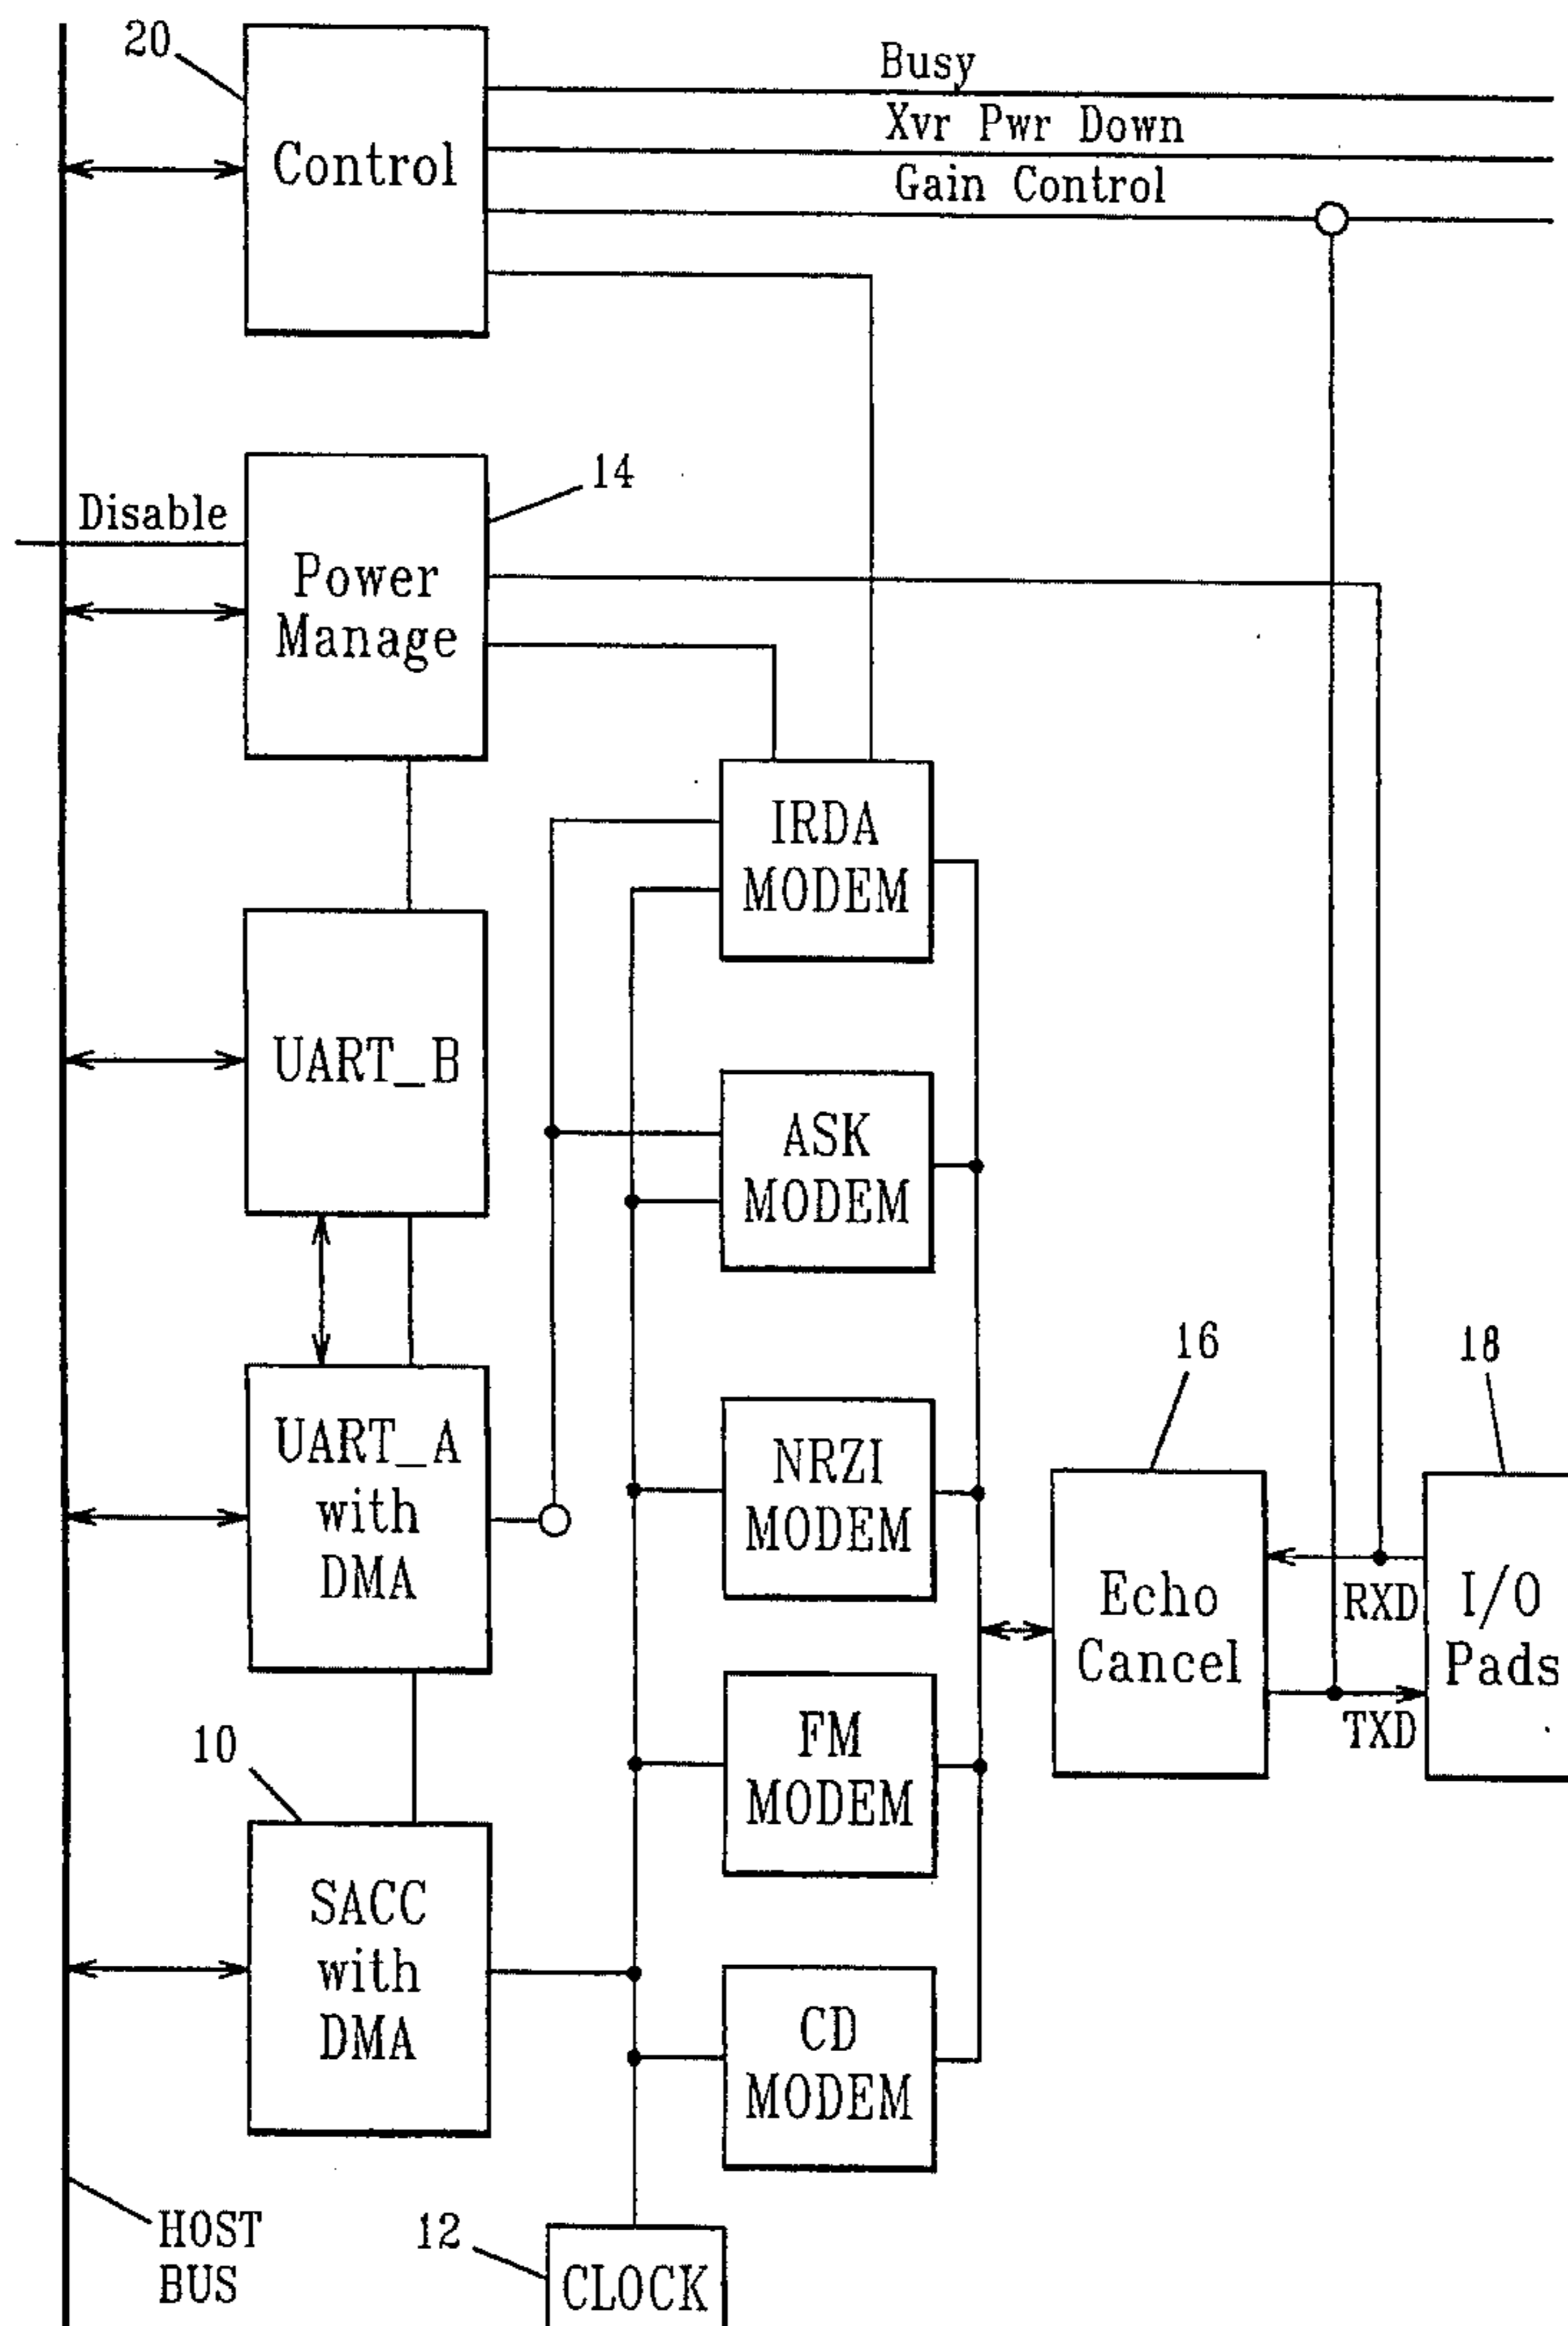 20
Busy
Xvr Pwr Down
Gain Control
Control
14
Disable
Power
Manage
IRDA
MODEM
UART_B
ASK
MODEM
16
18
UART_A
with
DMA
NRZI
MODEM
Echo
Cancel
RXD
TXD
I/O
Pads
10
FM
MODEM
SACC
with
DMA
CD
MODEM
HOST
BUS
12
CLOCK